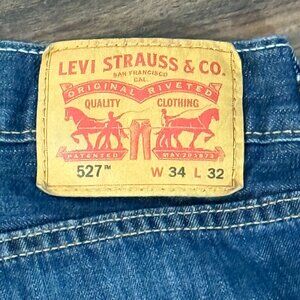 LEVI STRAUSS & CO.
SAN FRANCISCO
CAL.
ORIGINAL RIVETED
QUALITY CLOTHING
PATENTED MAY 20 1873
527™ W 34 L 32